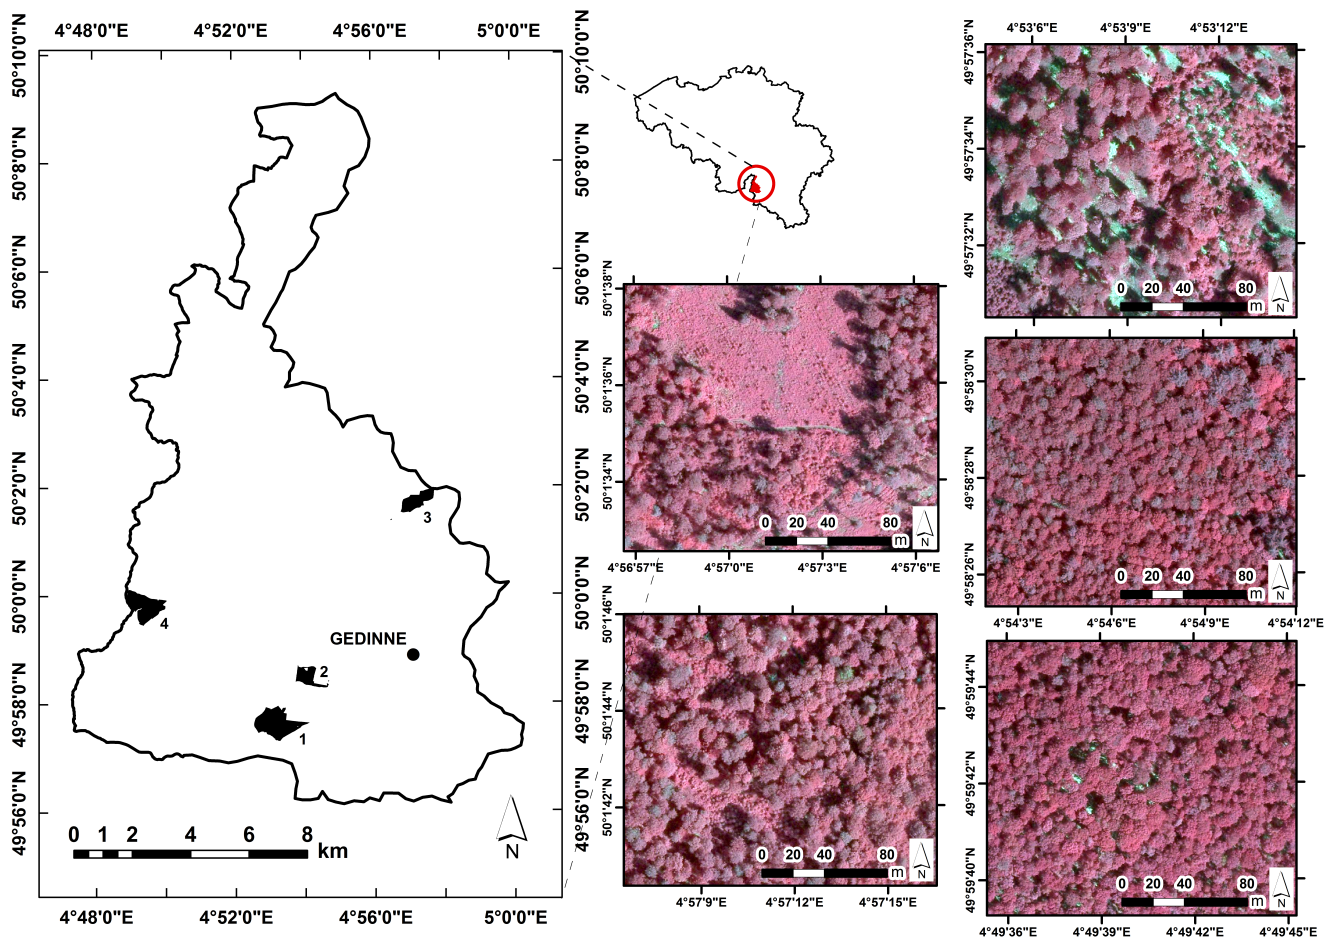 4°48'0"E 4°52'0"E 4°56'0"E 5°0'0"E
50°10'0"N
50°8'0"N
50°6'0"N
50°4'0"N
50°2'0"N
50°0'0"N
49°58'0"N
49°56'0"N
3
4
GEDINNE
2
1
0 1 2 4 6 8
km
N
4°48'0"E 4°52'0"E 4°56'0"E 5°0'0"E
50°10'0"N
50°8'0"N
50°6'0"N
50°4'0"N
50°2'0"N
50°0'0"N
49°58'0"N
49°56'0"N
50°1'38"N
50°1'36"N
50°1'34"N
0 20 40 80
m
N
4°56'57"E 4°57'0"E 4°57'3"E 4°57'6"E
50°1'46"N
50°1'44"N
50°1'42"N
0 20 40 80
m
N
4°57'9"E 4°57'12"E 4°57'15"E
4°53'6"E 4°53'9"E 4°53'12"E
49°57'36"N
49°57'34"N
49°57'32"N
0 20 40 80
m
N
49°58'30"N
49°58'28"N
49°58'26"N
0 20 40 80
m
N
4°54'3"E 4°54'6"E 4°54'9"E 4°54'12"E
49°59'44"N
49°59'42"N
49°59'40"N
0 20 40 80
m
N
4°49'36"E 4°49'39"E 4°49'42"E 4°49'45"E